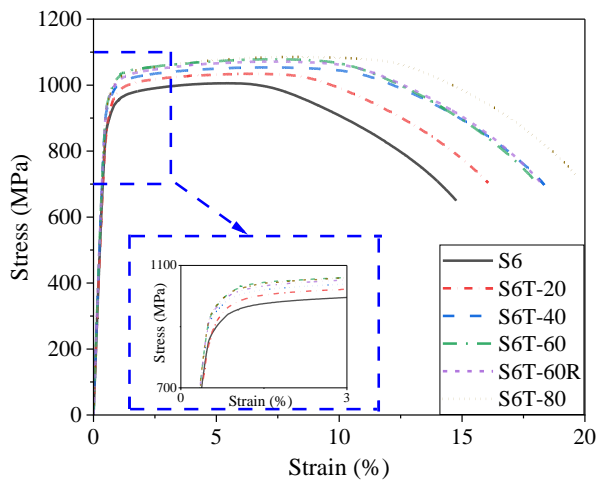 1200
1000
800
600
400
200
0
Stress (MPa)
0
5
10
15
20
Strain (%)
1100
700
Stress (MPa)
0
3
Strain (%)
S6
S6T-20
S6T-40
S6T-60
S6T-60R
S6T-80